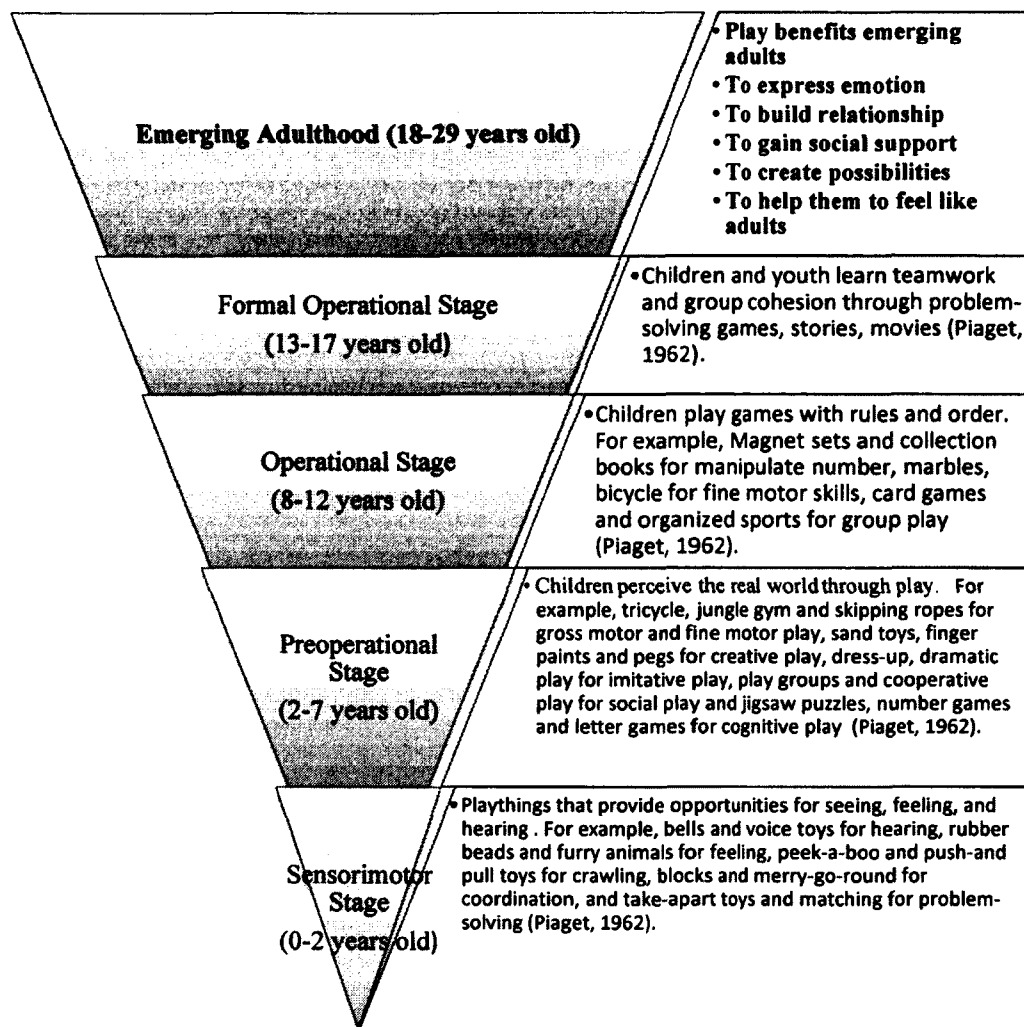 Emerging Adulthood (18-29 years old)
• Play benefits emerging
adults
• To express emotion
• To build relationship
• To gain social support
• To create possibilities
• To help them to feel like
adults
Formal Operational Stage
(13-17 years old)
• Children and youth learn teamwork
and group cohesion through problem-
solving games, stories, movies (Piaget,
1962).
Operational Stage
(8-12 years old)
• Children play games with rules and order.
For example, Magnet sets and collection
books for manipulate number, marbles,
bicycle for fine motor skills, card games
and organized sports for group play
(Piaget, 1962).
Preoperational
Stage
(2-7 years old)
• Children perceive the real world through play. For
example, tricycle, jungle gym and skipping ropes for
gross motor and fine motor play, sand toys, finger
paints and pegs for creative play, dress-up, dramatic
play for imitative play, play groups and cooperative
play for social play and jigsaw puzzles, number games
and letter games for cognitive play (Piaget, 1962).
Sensorimotor
Stage
(0-2 years old)
• Playthings that provide opportunities for seeing, feeling, and
hearing . For example, bells and voice toys for hearing, rubber
beads and furry animals for feeling, peek-a-boo and push-and
pull toys for crawling, blocks and merry-go-round for
coordination, and take-apart toys and matching for problem-
solving (Piaget, 1962).